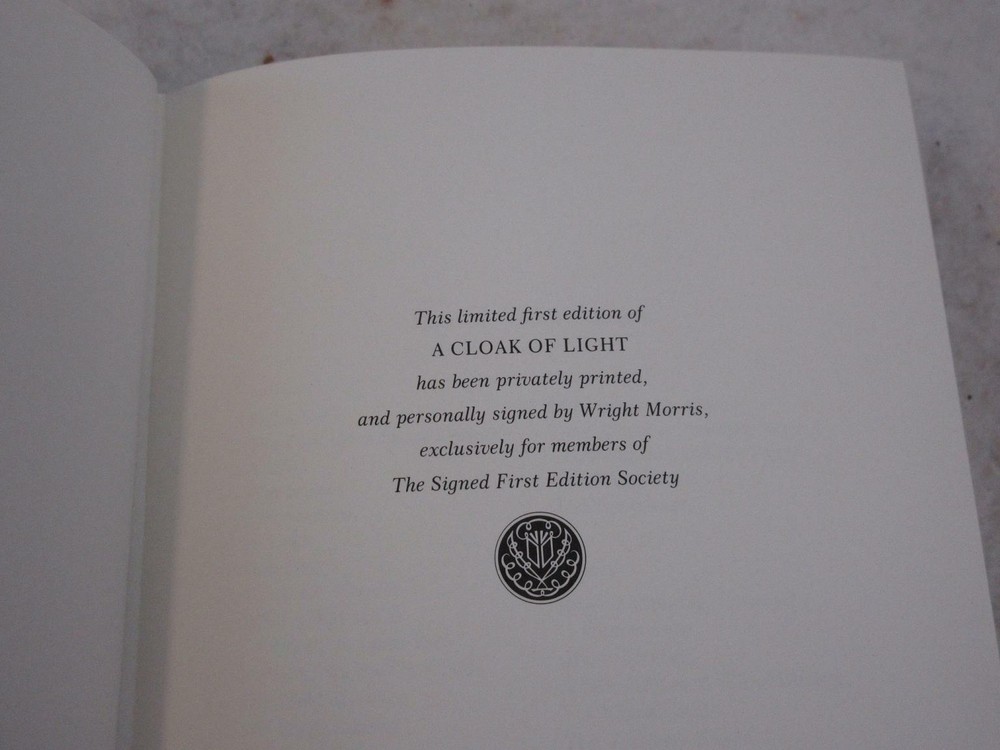 This limited first edition of
A CLOAK OF LIGHT
has been privately printed,
and personally signed by Wright Morris,
exclusively for members of
The Signed First Edition Society